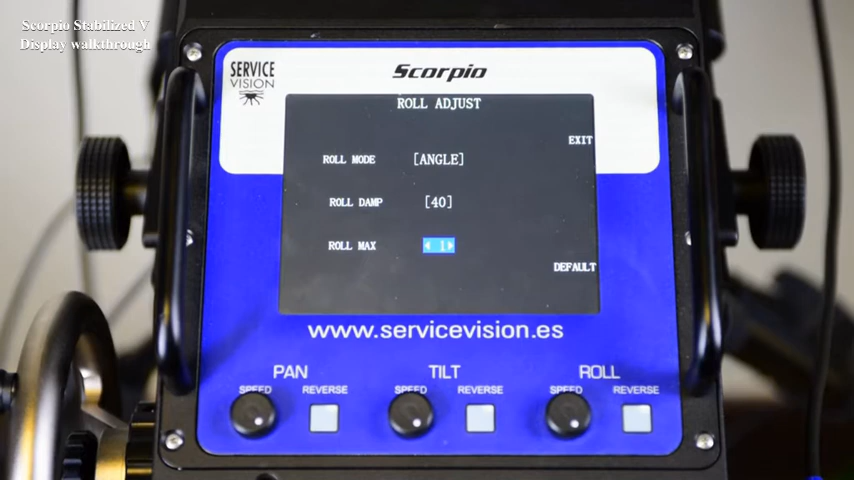 Scorpio Stabilized V
Display walkthrough
SERVICE
VISION
Scorpio
ROLL ADJUST
EXIT
ROLL MODE [ANGLE]
ROLL DAMP [40]
ROLL MAX 1
DEFAULT
www.servicevision.es
PAN TILT ROLL
SPEED REVERSE SPEED REVERSE SPEED REVERSE